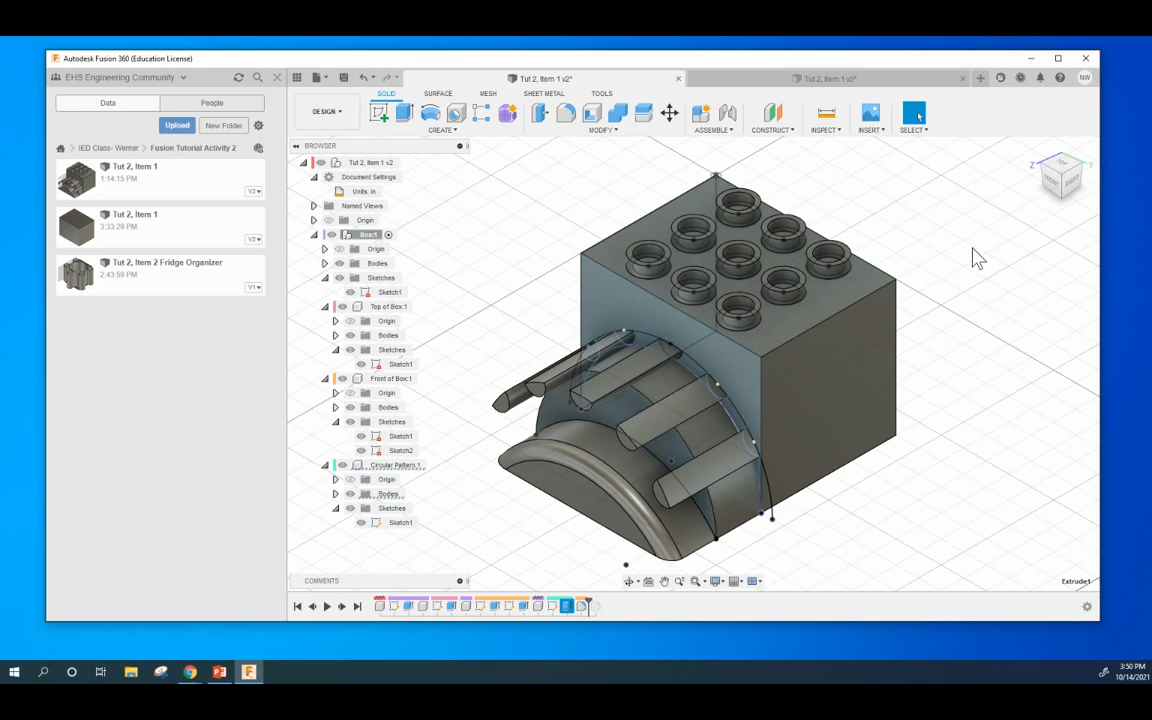 Autodesk Fusion 360 (Education License)
EHS Engineering Community
Data
People
Upload
New Folder
IED Class- Werner
Fusion Tutorial Activity 2
Tut 2, Item 1
1:14:15 PM
V2
Tut 2, Item 1
3:33:29 PM
V2
Tut 2, Item 2 Fridge Organizer
2:43:59 PM
V1
Tut 2, Item 1 v2*
Tut 2, Item 1 v2*
NW
SOLID
SURFACE
MESH
SHEET METAL
TOOLS
DESIGN
CREATE
MODIFY
ASSEMBLE
CONSTRUCT
INSPECT
INSERT
SELECT
BROWSER
Tut 2, Item 1 v2
Document Settings
Units: in
Named Views
Origin
Box:1
Origin
Bodies
Sketches
Sketch1
Top of Box:1
Origin
Bodies
Sketches
Sketch1
Front of Box:1
Origin
Bodies
Sketches
Sketch1
Sketch2
Circular Pattern:1
Origin
Bodies
Sketches
Sketch1
Z
Y
TOP
FRONT
RIGHT
COMMENTS
Extrude1
3:50 PM
10/14/2021